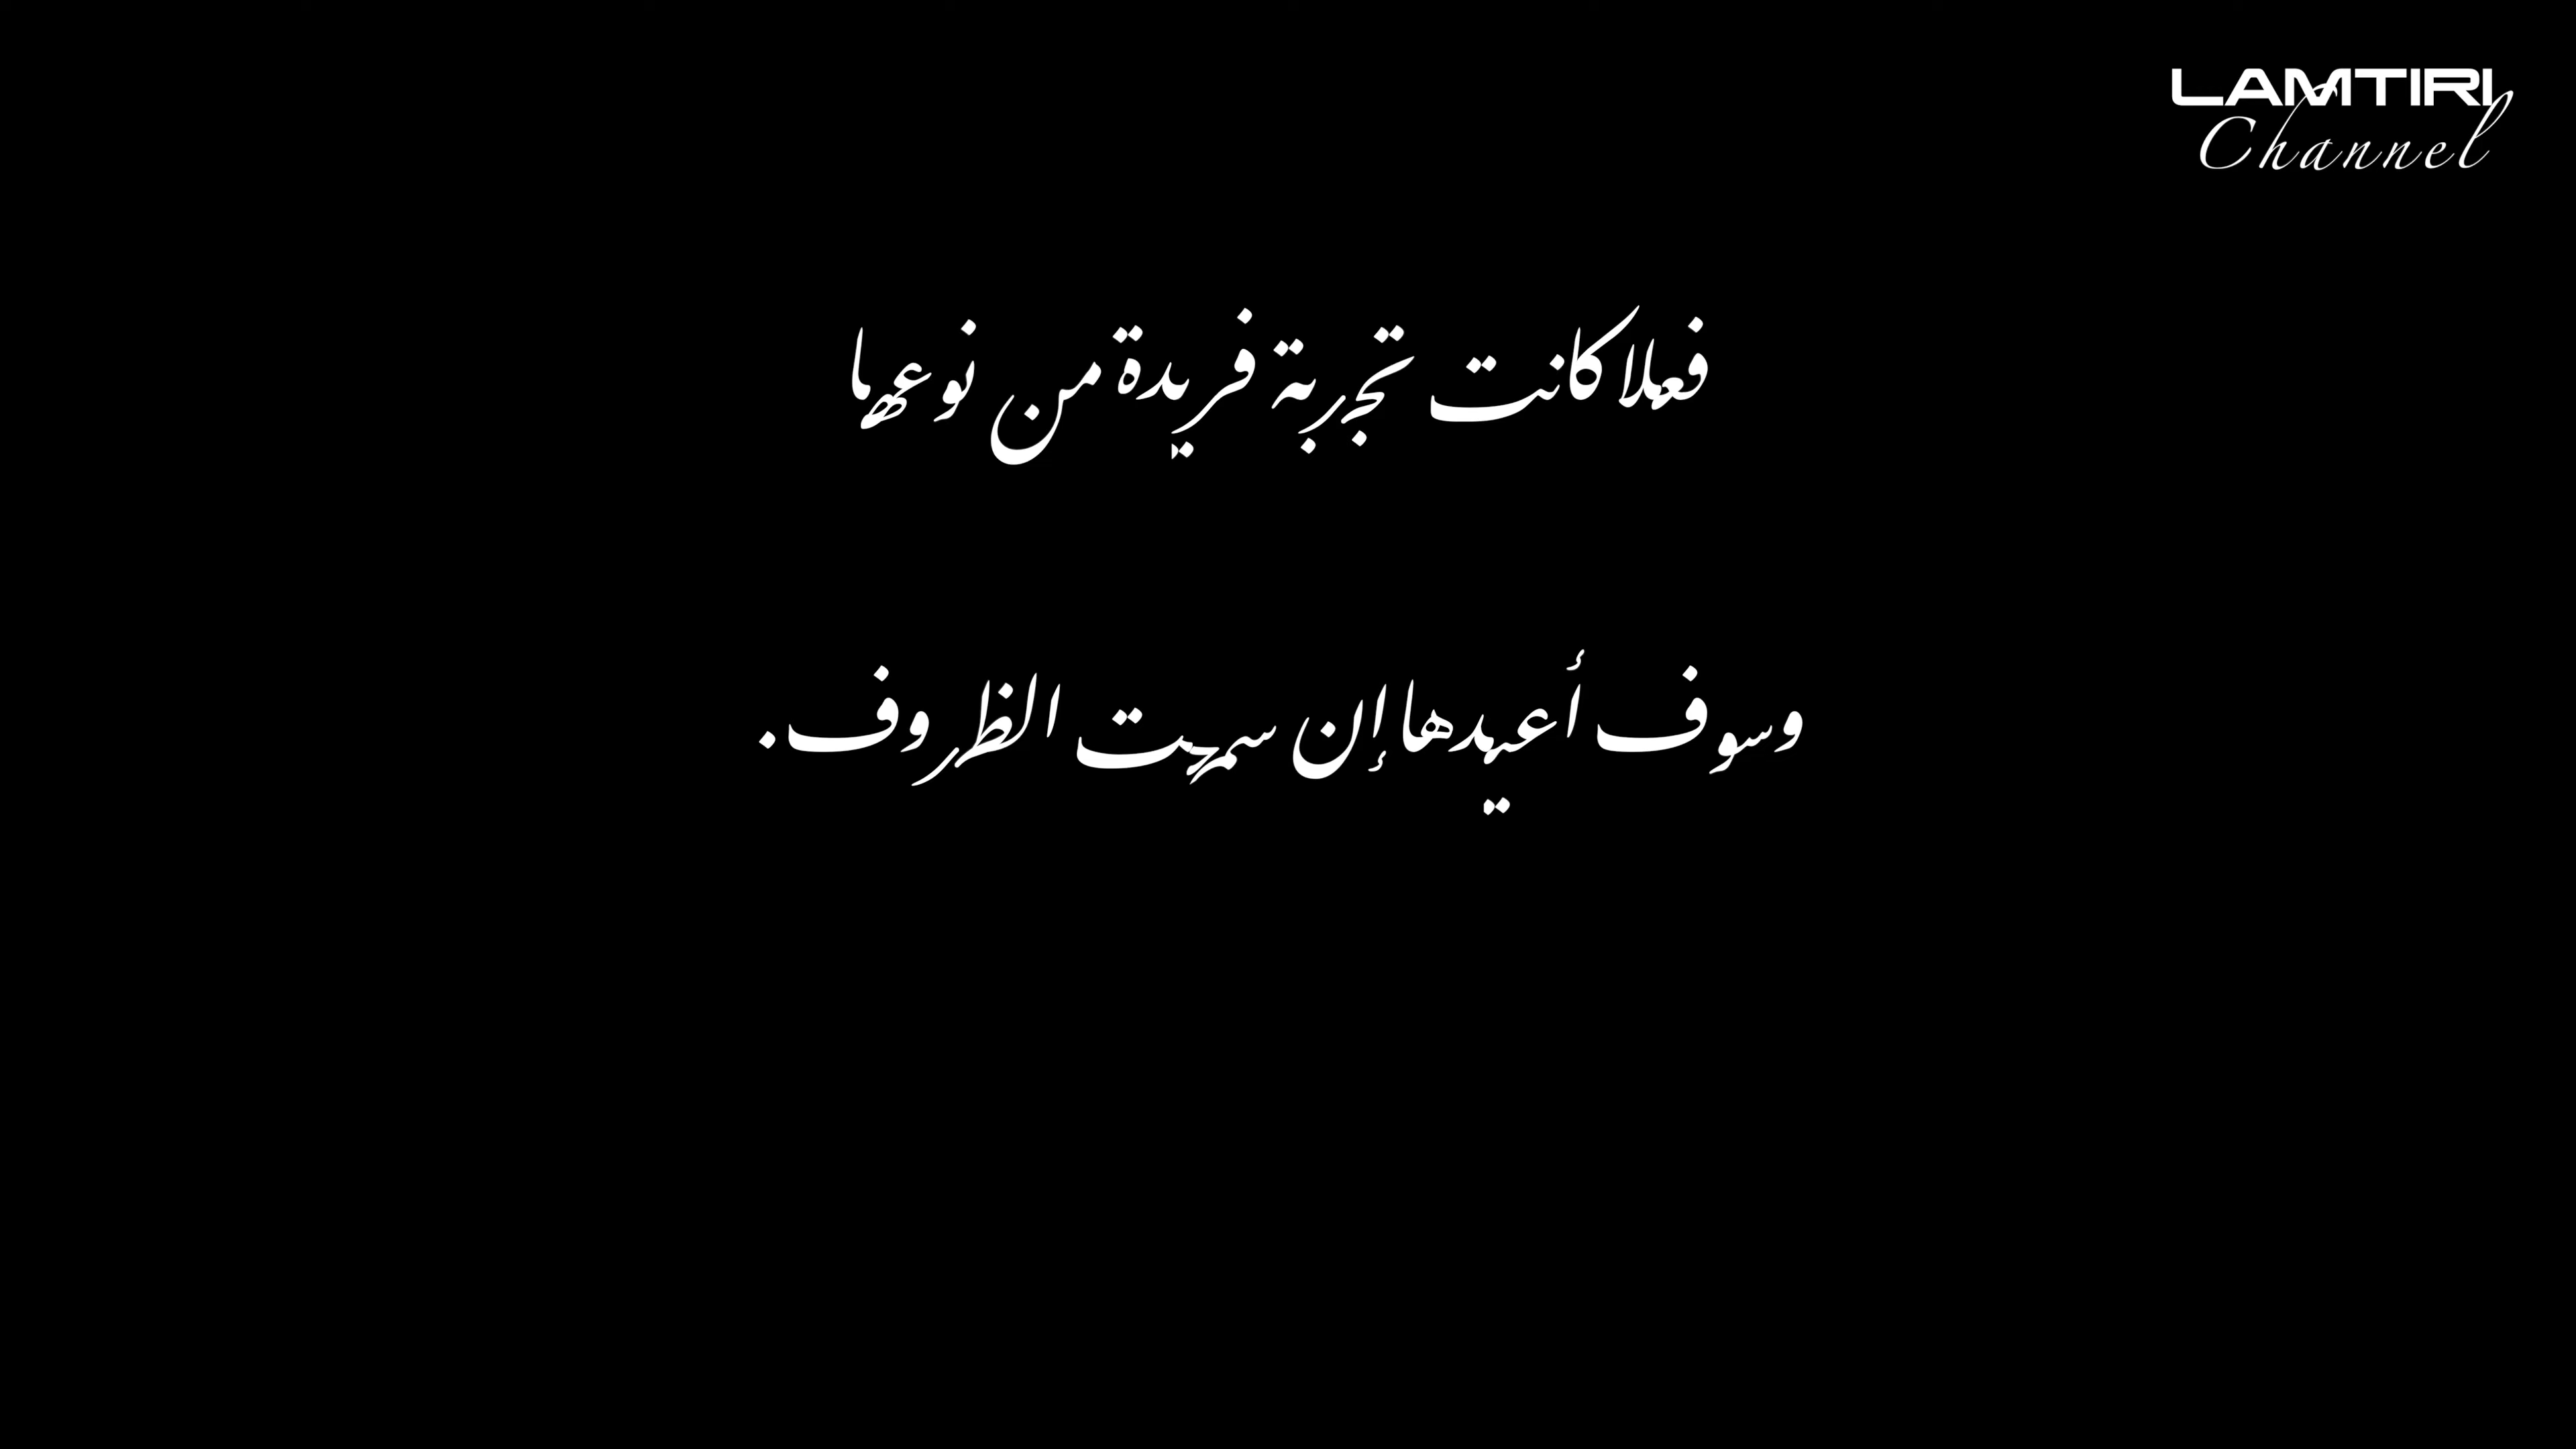 LAMTIRI
Channel
فعلا كانت تجربة فريدة من نوعها
وسوف أعيدها إن سمحت الظروف.